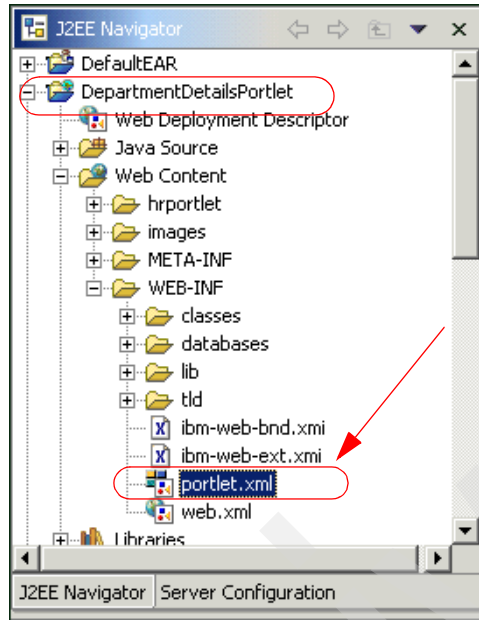 J2EE Navigator
DefaultEAR
DepartmentDetailsPortlet
Web Deployment Descriptor
Java Source
Web Content
hrportlet
images
META-INF
WEB-INF
classes
databases
lib
tld
ibm-web-bnd.xmi
ibm-web-ext.xmi
portlet.xml
web.xml
Libraries
J2EE Navigator Server Configuration